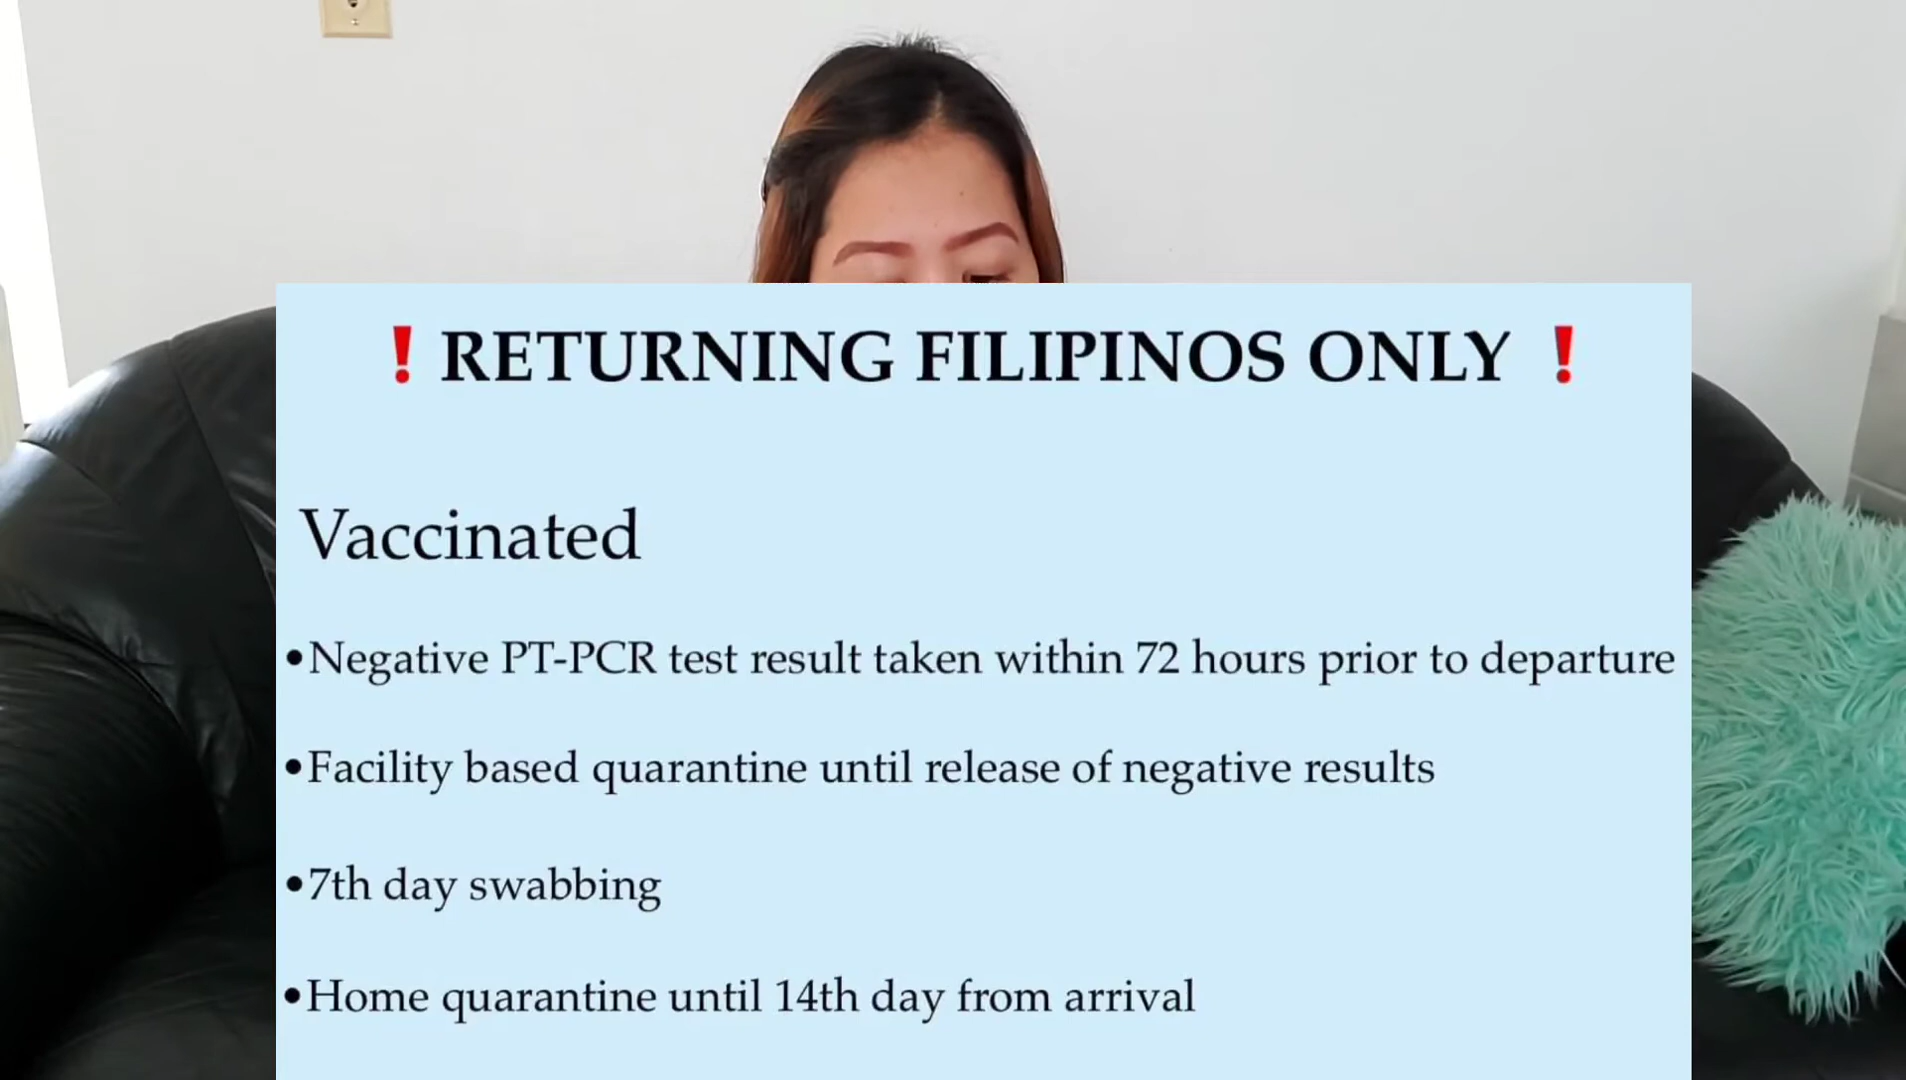 ❗RETURNING FILIPINOS ONLY❗
Vaccinated
•Negative PT-PCR test result taken within 72 hours prior to departure
•Facility based quarantine until release of negative results
•7th day swabbing
•Home quarantine until 14th day from arrival